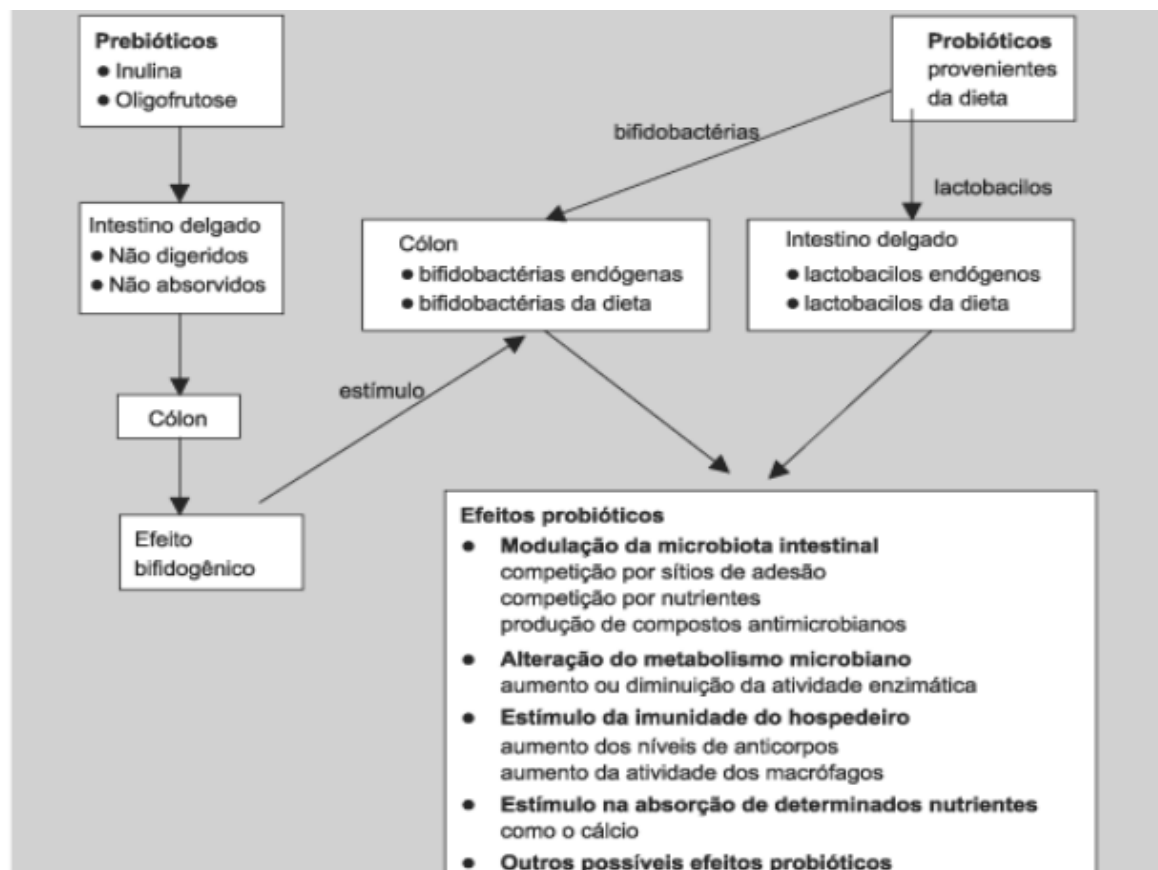 Prebióticos
● Inulina
● Oligofrutose
Probióticos
provenientes
da dieta
bifidobactérias
lactobacilos
Intestino delgado
● Não digeridos
● Não absorvidos
Cólon
● bifidobactérias endógenas
● bifidobactérias da dieta
Intestino delgado
● lactobacilos endógenos
● lactobacilos da dieta
estímulo
Cólon
Efeito
bifidogênico
Efeitos probióticos
● Modulação da microbiota intestinal
competição por sítios de adesão
competição por nutrientes
produção de compostos antimicrobianos
● Alteração do metabolismo microbiano
aumento ou diminuição da atividade enzimática
● Estímulo da imunidade do hospedeiro
aumento dos níveis de anticorpos
aumento da atividade dos macrófagos
● Estímulo na absorção de determinados nutrientes
como o cálcio
● Outros possíveis efeitos probióticos